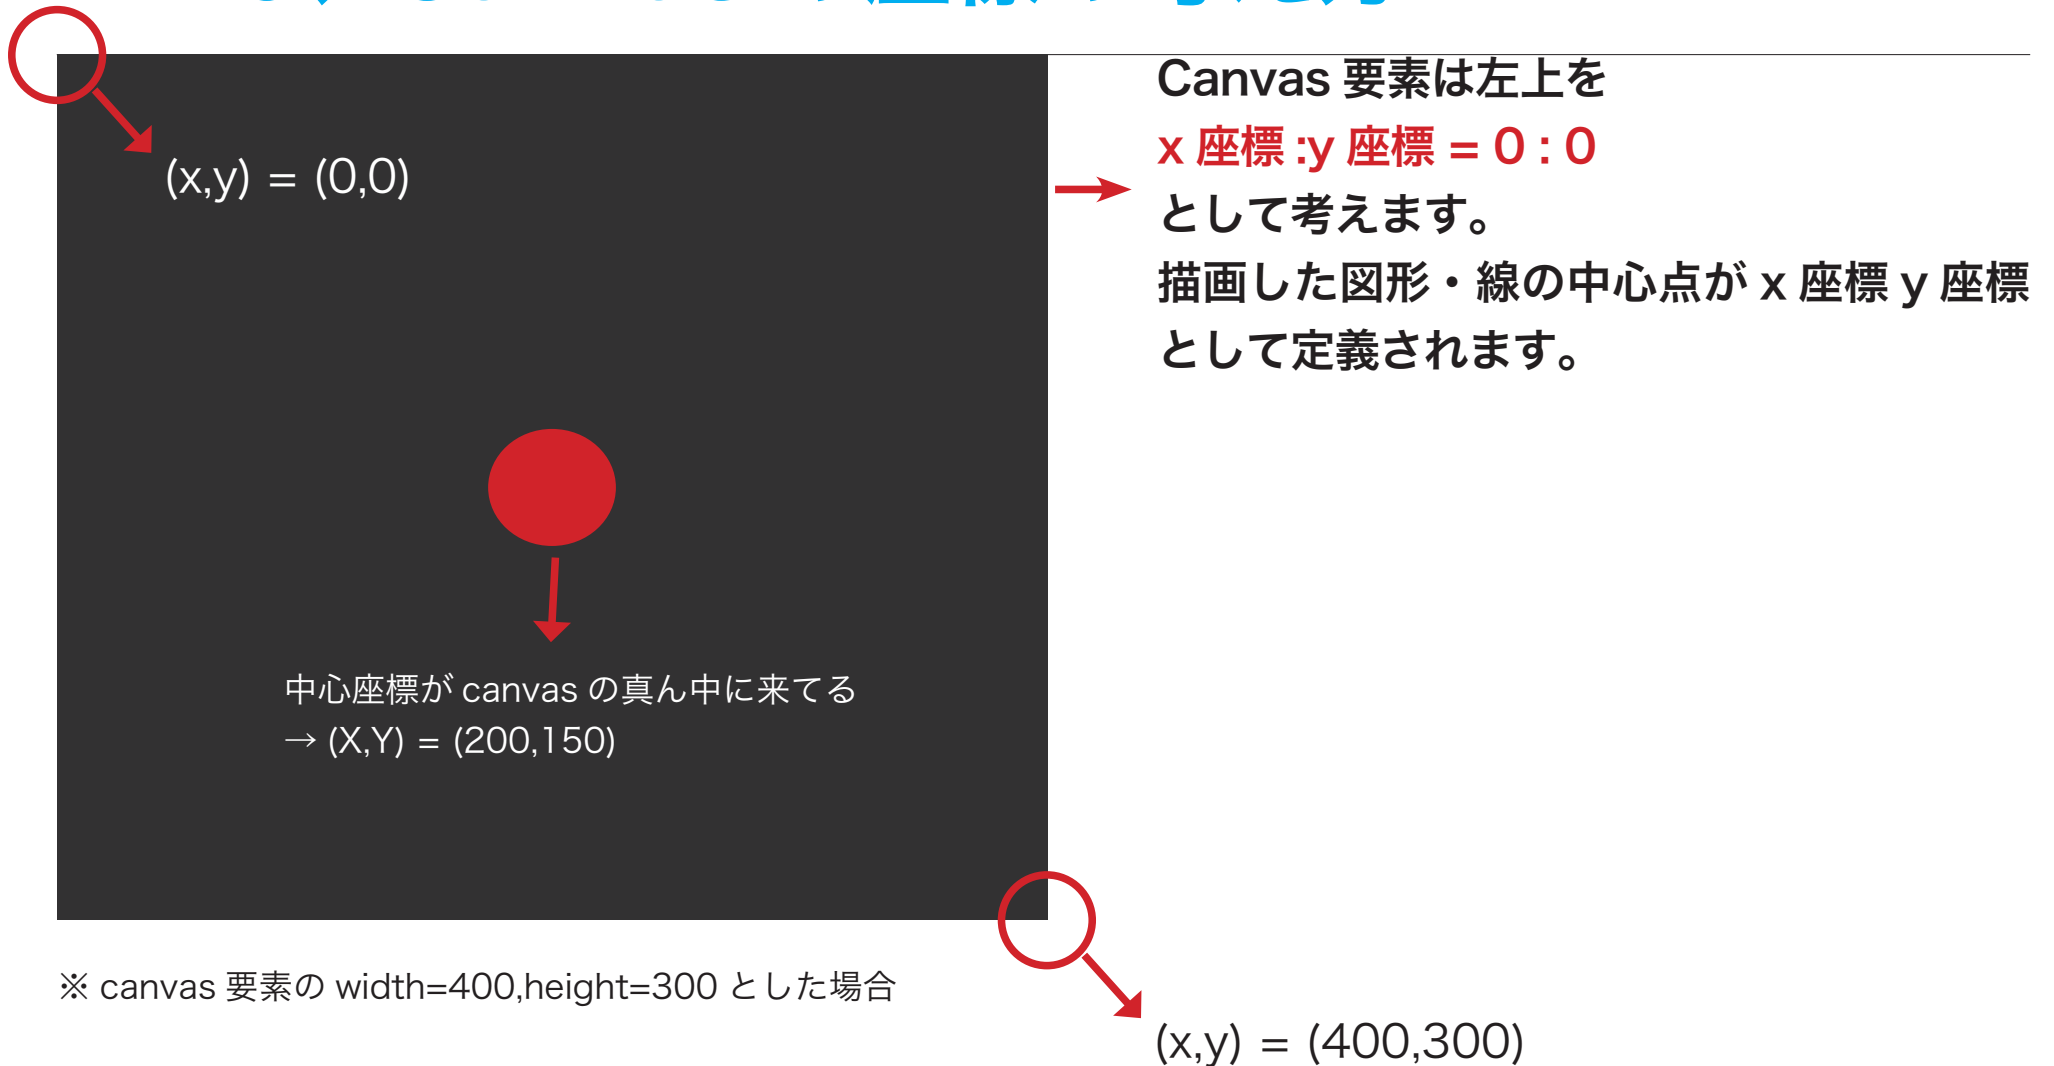 (x,y) = (0,0)
中心座標が canvas の真ん中に来てる
→ (X,Y) = (200,150)
Canvas 要素は左上を
x 座標 :y 座標 = 0 : 0
として考えます。
描画した図形・線の中心点が x 座標 y 座標
として定義されます。
※ canvas 要素の width=400,height=300 とした場合
(x,y) = (400,300)